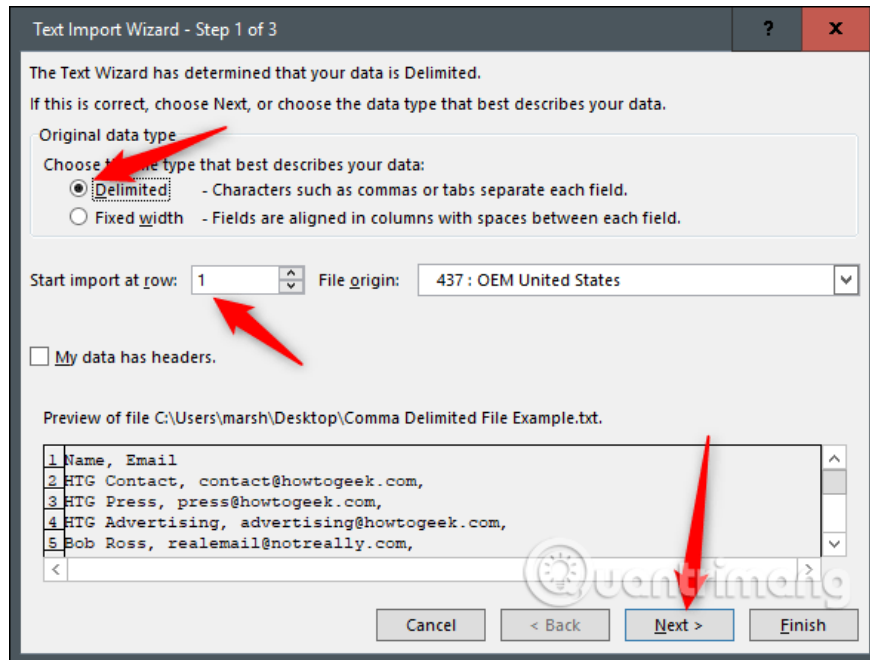 Text Import Wizard - Step 1 of 3
? x
The Text Wizard has determined that your data is Delimited.
If this is correct, choose Next, or choose the data type that best describes your data.
Original data type
Choose type that best describes your data:
Delimited - Characters such as commas or tabs separate each field.
Fixed width - Fields are aligned in columns with spaces between each field.
Start import at row: 1 File origin: 437 : OEM United States
My data has headers.
Preview of file C:\Users\marsh\Desktop\Comma Delimited File Example.txt.
1 Name, Email
2 HTG Contact, contact@howtogeek.com,
3 HTG Press, press@howtogeek.com,
4 HTG Advertising, advertising@howtogeek.com,
5 Bob Ross, realemail@notreally.com,
Quantrimang
Cancel < Back Next > Finish